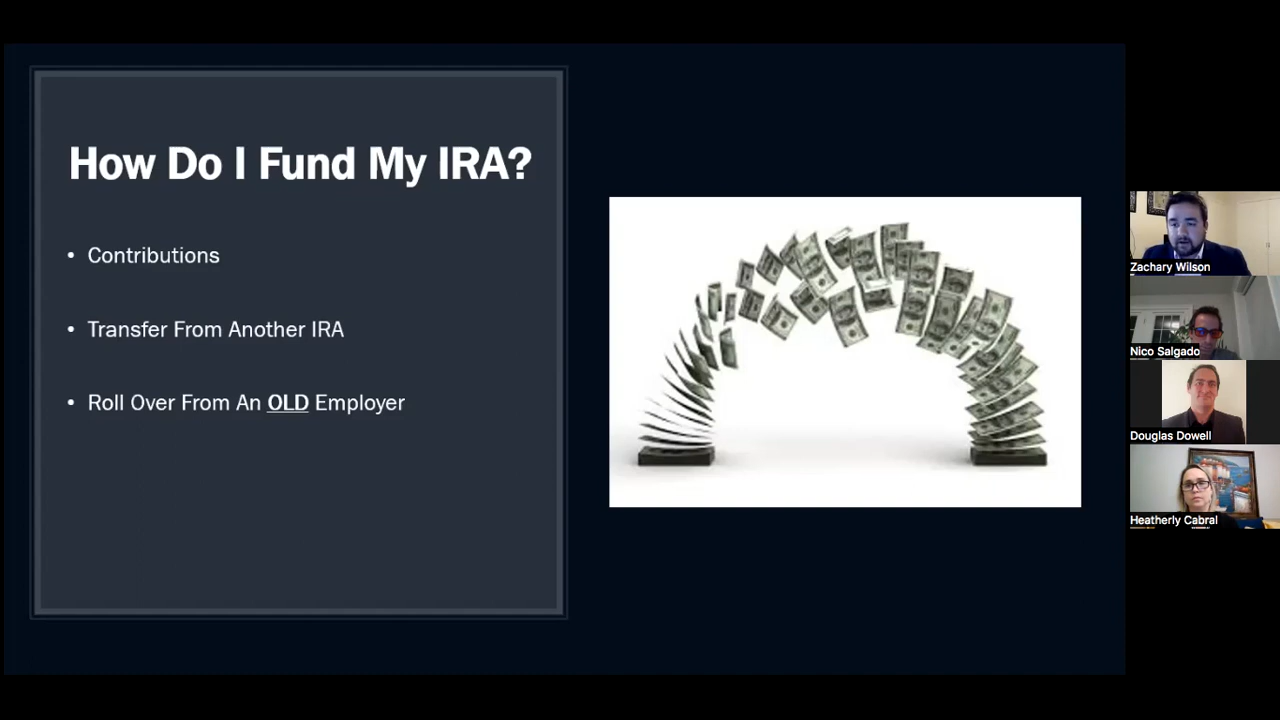 How Do I Fund My IRA?
• Contributions
• Transfer From Another IRA
• Roll Over From An OLD Employer
Zachary Wilson
Nico Salgado
Douglas Dowell
Heatherly Cabral